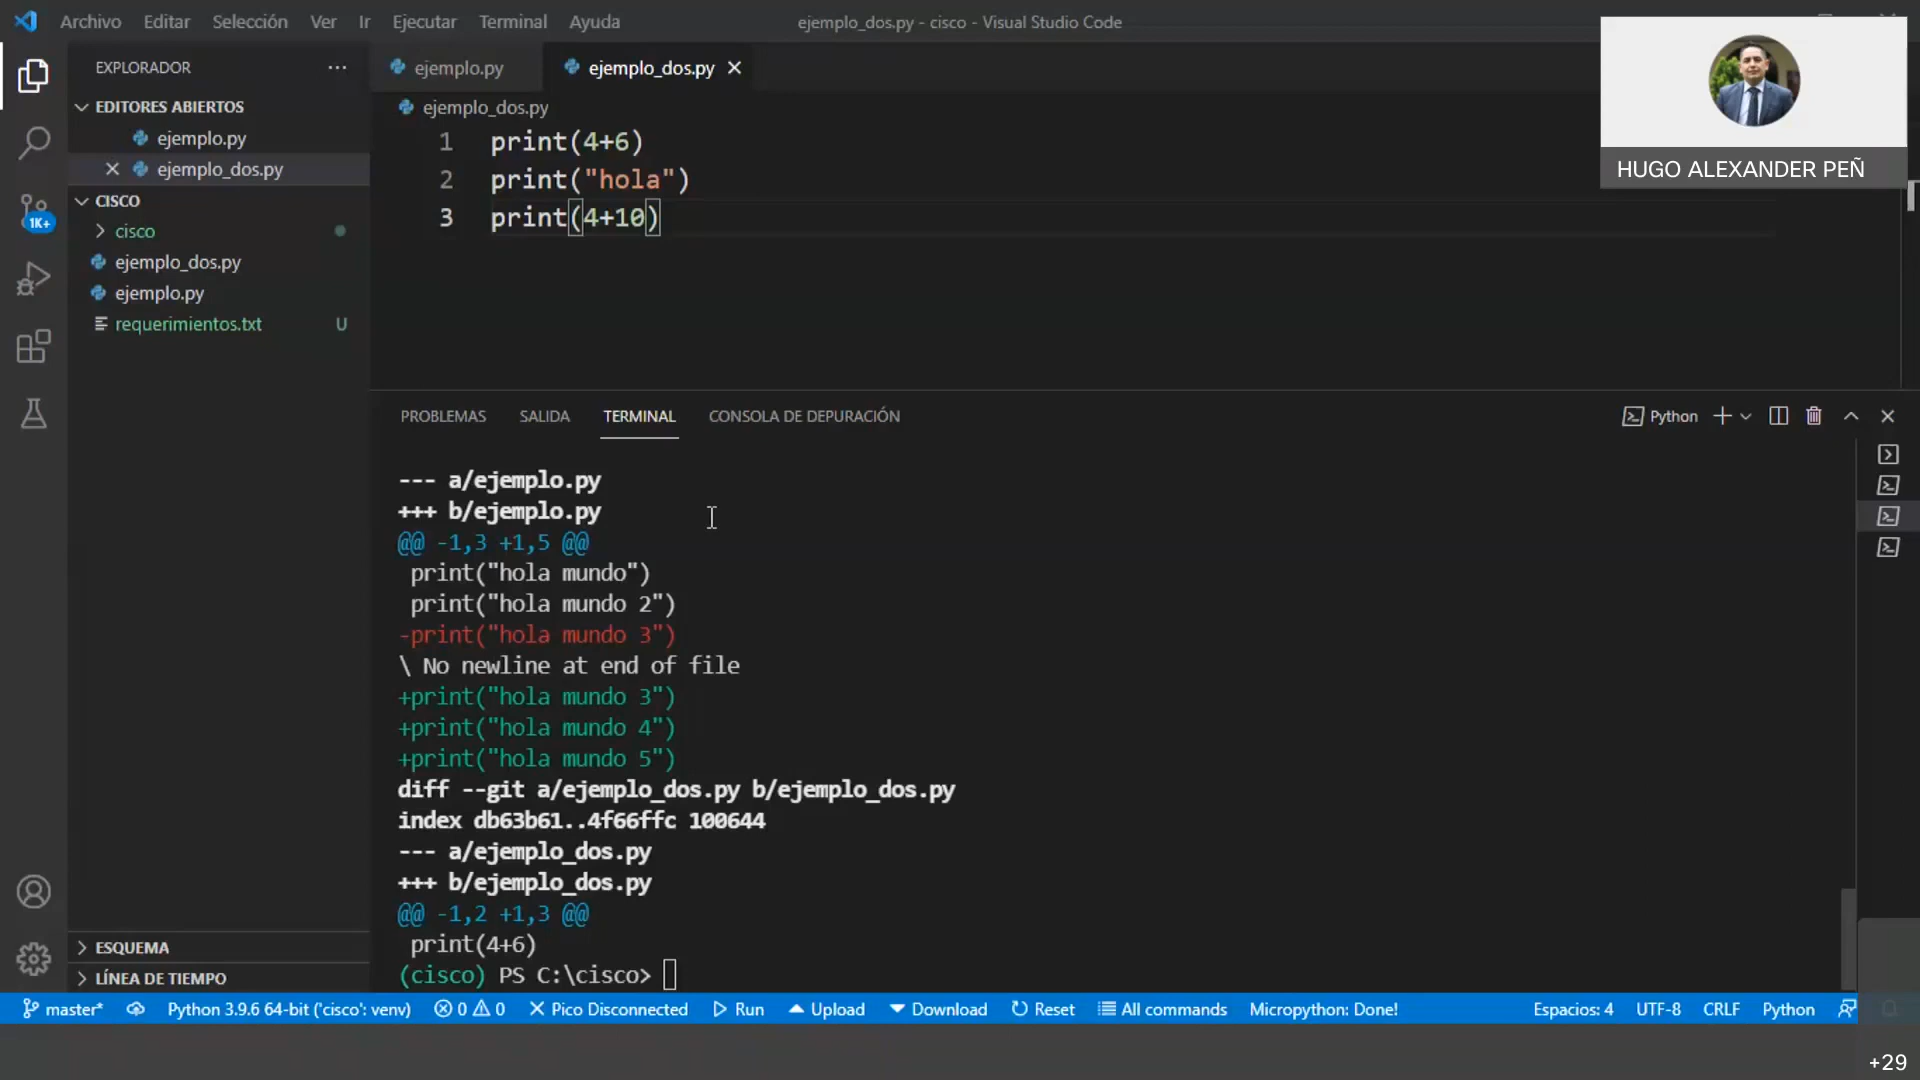 Archivo Editar Selección Ver Ir Ejecutar Terminal Ayuda
ejemplo_dos.py - cisco - Visual Studio Code
HUGO ALEXANDER PEÑ
EXPLORADOR
EDITORES ABIERTOS
ejemplo.py
ejemplo_dos.py
CISCO
cisco
ejemplo_dos.py
ejemplo.py
requerimientos.txt U
1K+
ESQUEMA
LÍNEA DE TIEMPO
ejemplo.py ejemplo_dos.py
ejemplo_dos.py
1 print(4+6)
2 print("hola")
3 print(4+10)
PROBLEMAS SALIDA TERMINAL CONSOLA DE DEPURACIÓN
Python
--- a/ejemplo.py
+++ b/ejemplo.py
@@ -1,3 +1,5 @@
print("hola mundo")
print("hola mundo 2")
-print("hola mundo 3")
\ No newline at end of file
+print("hola mundo 3")
+print("hola mundo 4")
+print("hola mundo 5")
diff --git a/ejemplo_dos.py b/ejemplo_dos.py
index db63b61..4f66ffc 100644
--- a/ejemplo_dos.py
+++ b/ejemplo_dos.py
@@ -1,2 +1,3 @@
print(4+6)
(cisco) PS C:\cisco>
master* Python 3.9.6 64-bit ('cisco': venv) 0 0 Pico Disconnected Run Upload Download Reset All commands Micropython: Done! Espacios: 4 UTF-8 CRLF Python
+29